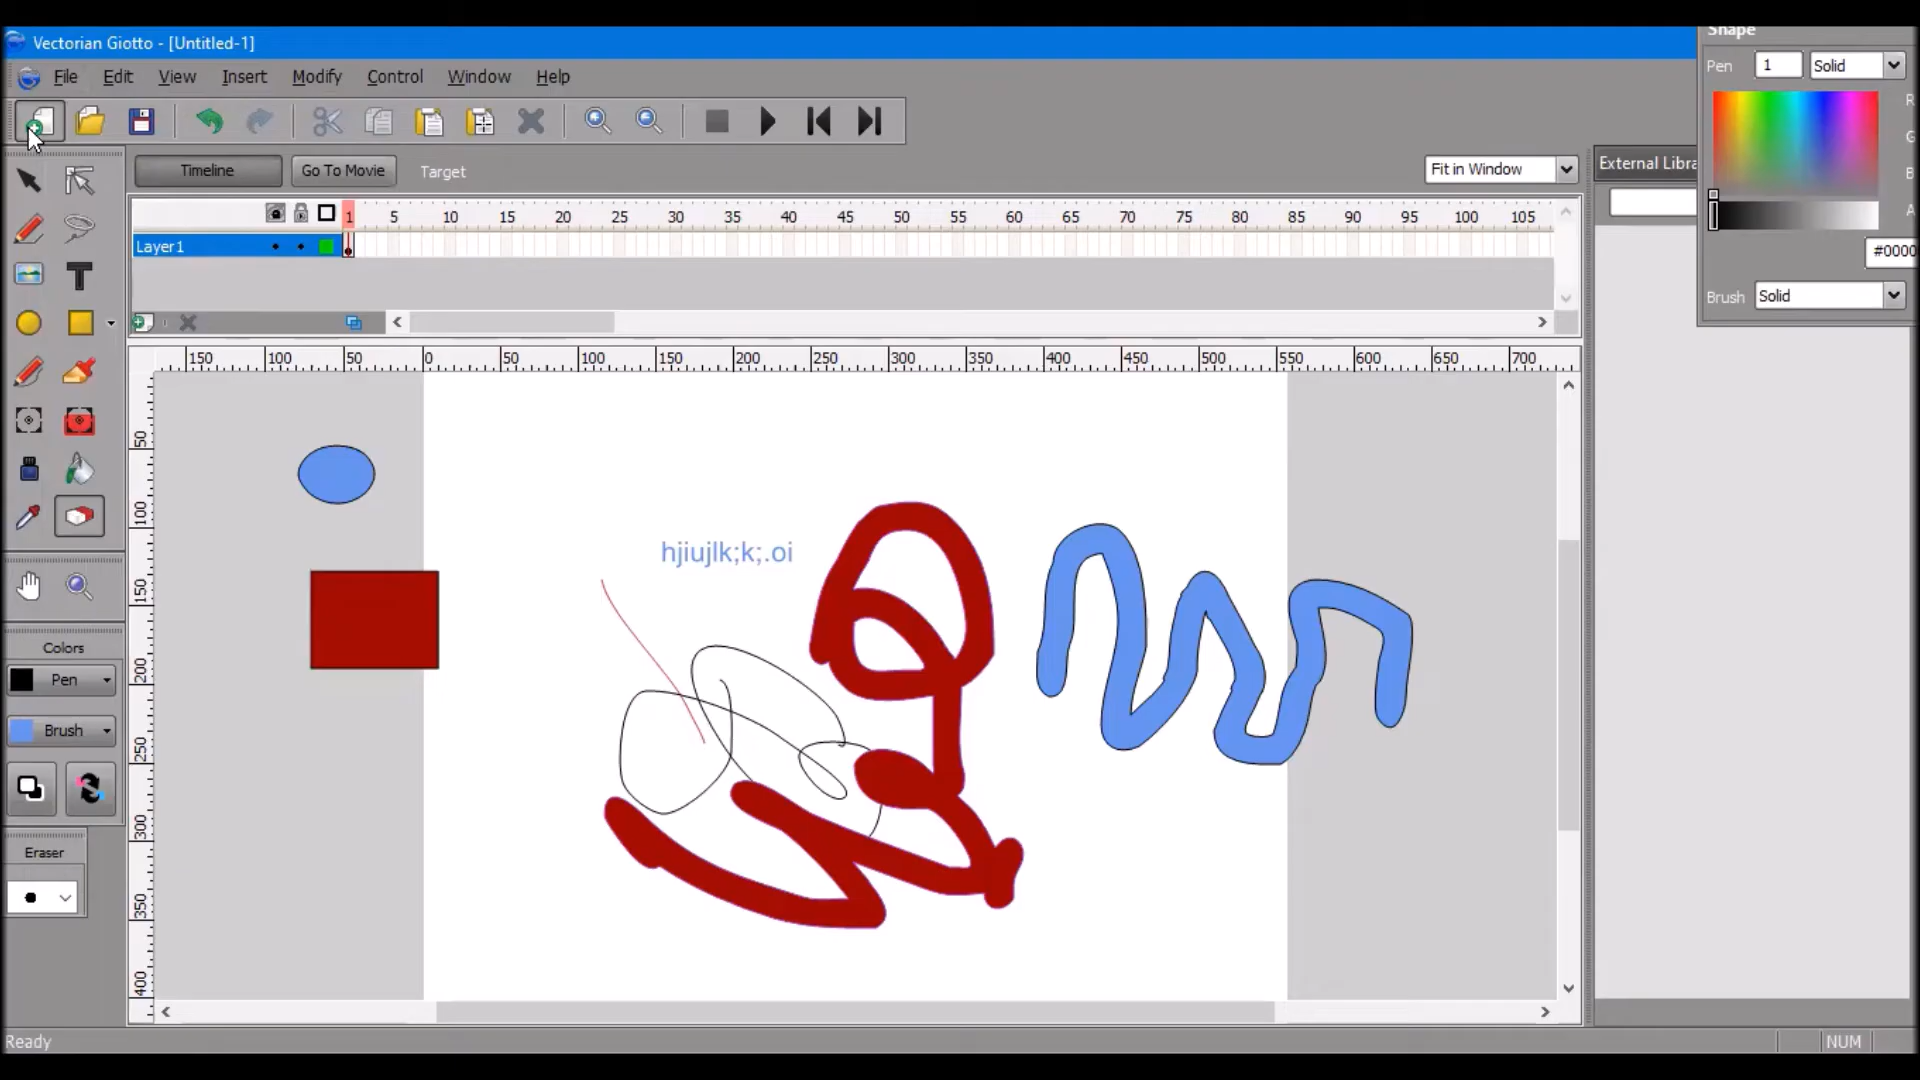 Vectorian Giotto - [Untitled-1]
Shape
File Edit View Insert Modify Control Window Help
Pen 1 Solid
R
G
B
A
Timeline Go To Movie Target Fit in Window
External Libra
1 5 10 15 20 25 30 35 40 45 50 55 60 65 70 75 80 85 90 95 100 105
Layer1
#0000
Brush Solid
150 100 50 0 50 100 150 200 250 300 350 400 450 500 550 600 650 700
50
100
150
200
250
300
350
400
hjiujlk;k;.oi
Colors
Pen
Brush
Eraser
Ready
NUM